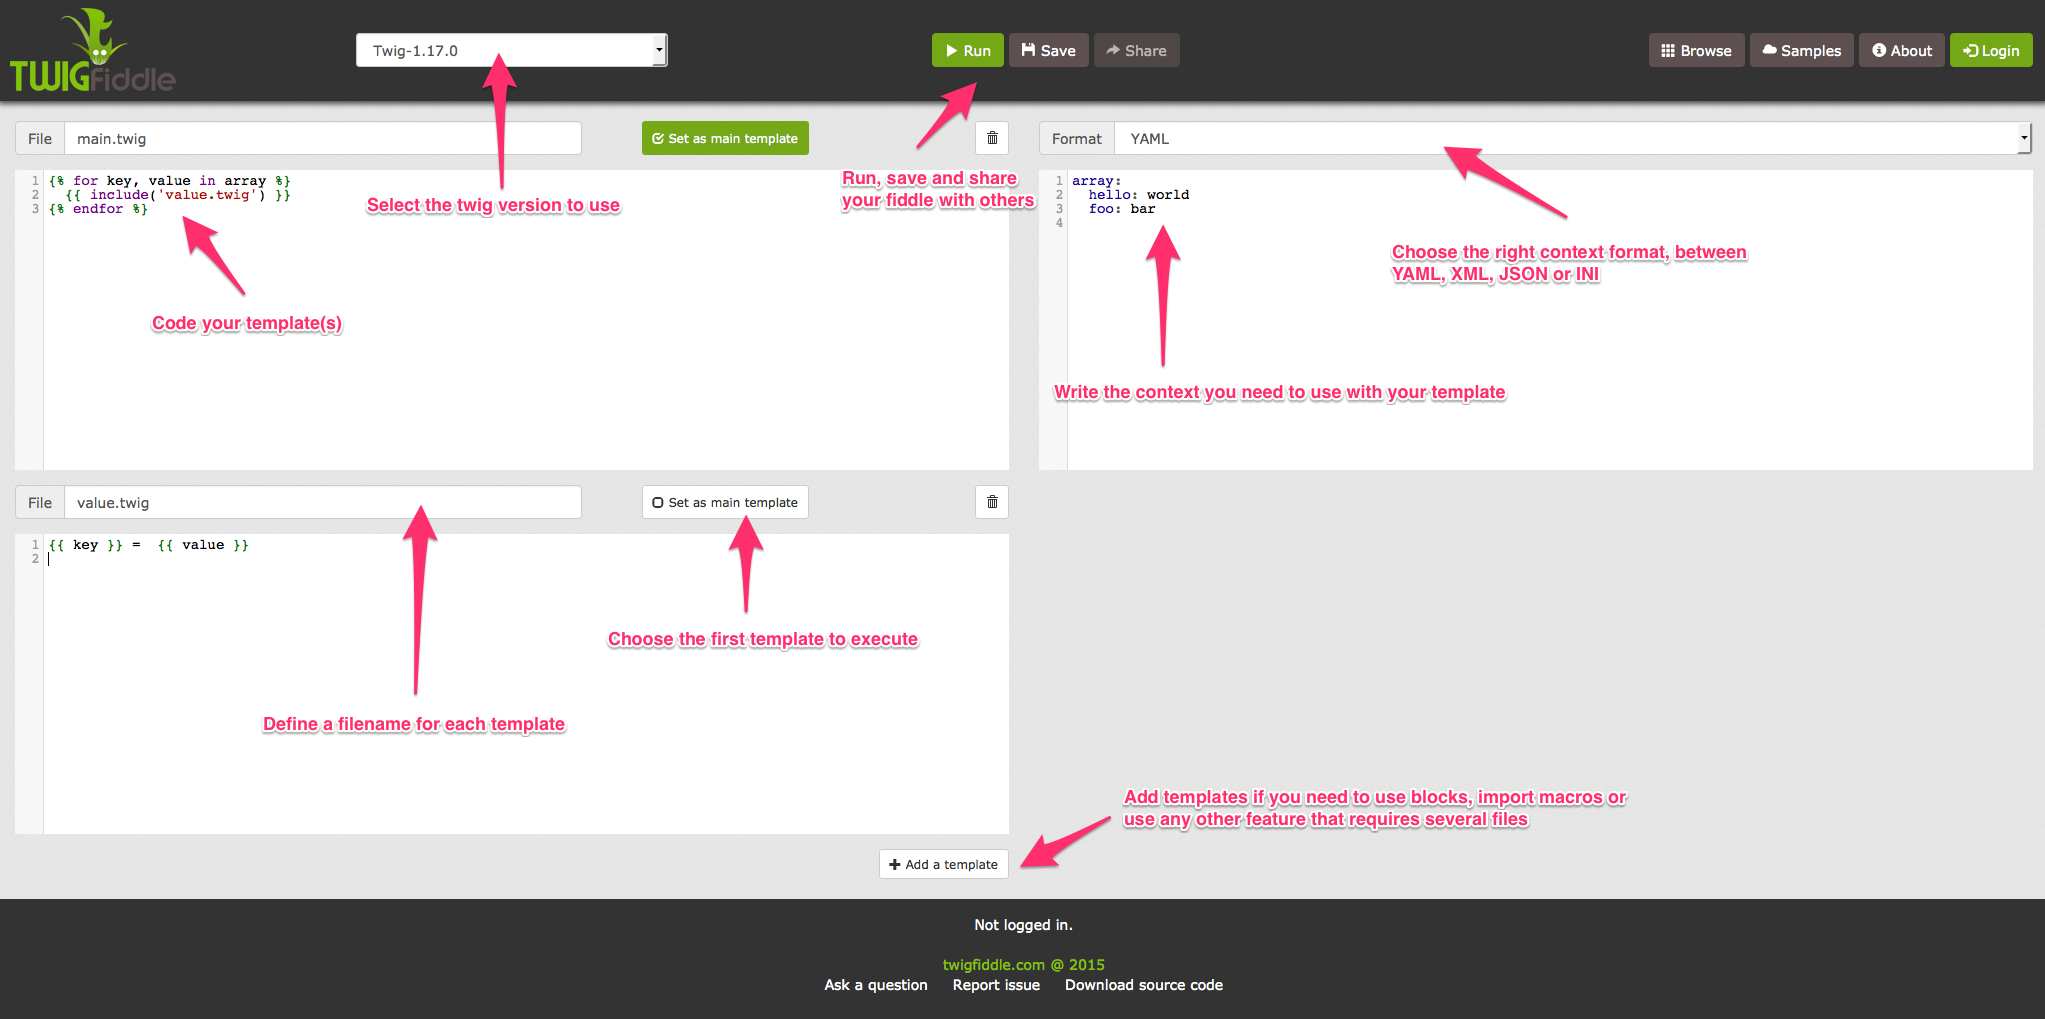 TWIGFiddle
Twig-1.17.0
Run
Save
Share
Browse
Samples
About
Login
File
main.twig
Set as main template
Format
YAML
1 {% for key, value in array %}
2 {{ include('value.twig') }}
3 {% endfor %}
Select the twig version to use
Code your template(s)
Run, save and share
your fiddle with others
1 array:
2 hello: world
3 foo: bar
4
Choose the right context format, between
YAML, XML, JSON or INI
Write the context you need to use with your template
File
value.twig
Set as main template
1 {{ key }} = {{ value }}
2
Choose the first template to execute
Define a filename for each template
Add templates if you need to use blocks, import macros or
use any other feature that requires several files
Add a template
Not logged in.
twigfiddle.com @ 2015
Ask a question Report issue Download source code